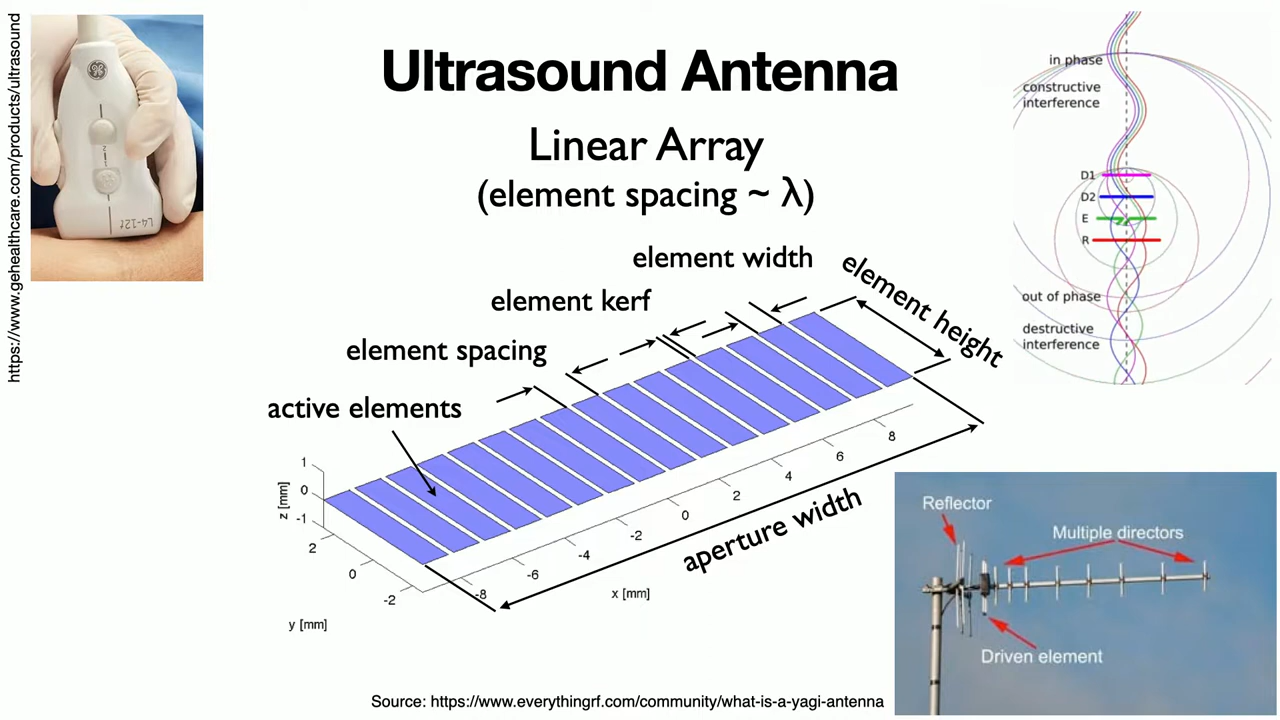 https://www.gehealthcare.com/products/ultrasound
L4-12t
Ultrasound Antenna
Linear Array
(element spacing ~ λ)
element width
element kerf
element height
element spacing
active elements
aperture width
1
0
-1
z [mm]
2
0
-2
y [mm]
-8
-6
-4
-2
0
2
4
6
8
x [mm]
in phase
constructive
interference
D1
D2
E
R
out of phase
destructive
interference
Reflector
Multiple directors
Driven element
Source: https://www.everythingrf.com/community/what-is-a-yagi-antenna